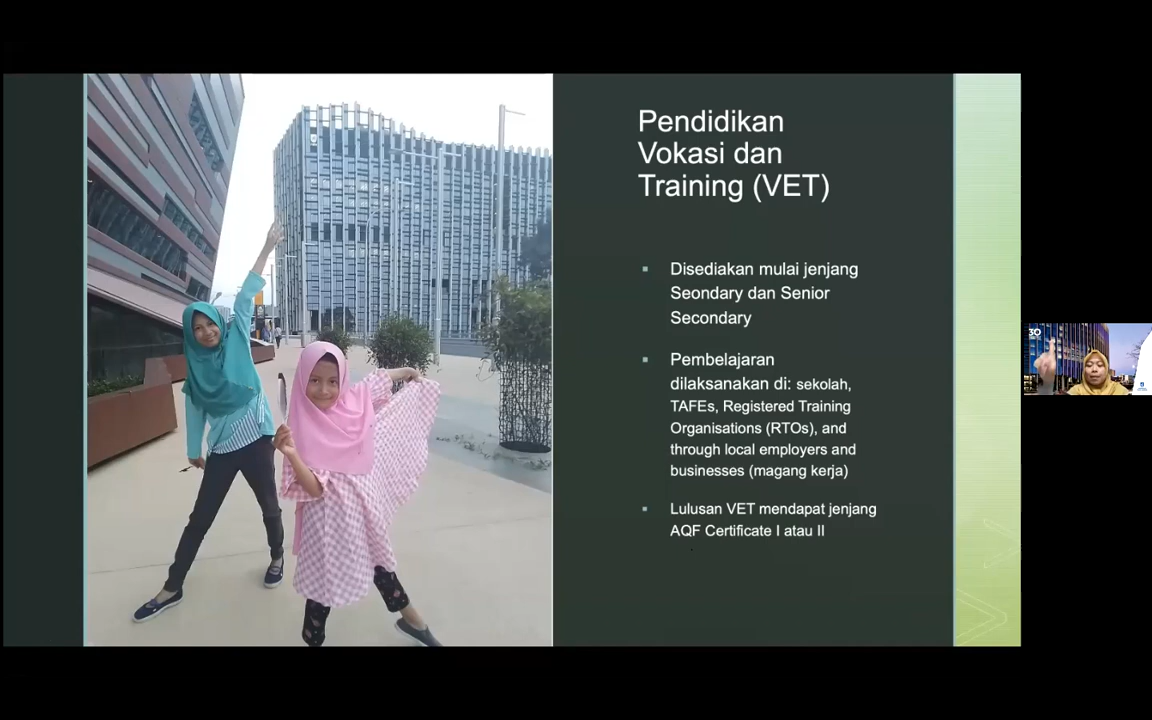 Pendidikan
Vokasi dan
Training (VET)
▪ Disediakan mulai jenjang
Seondary dan Senior
Secondary
▪ Pembelajaran
dilaksanakan di: sekolah,
TAFEs, Registered Training
Organisations (RTOs), and
through local employers and
businesses (magang kerja)
▪ Lulusan VET mendapat jenjang
AQF Certificate I atau II
30